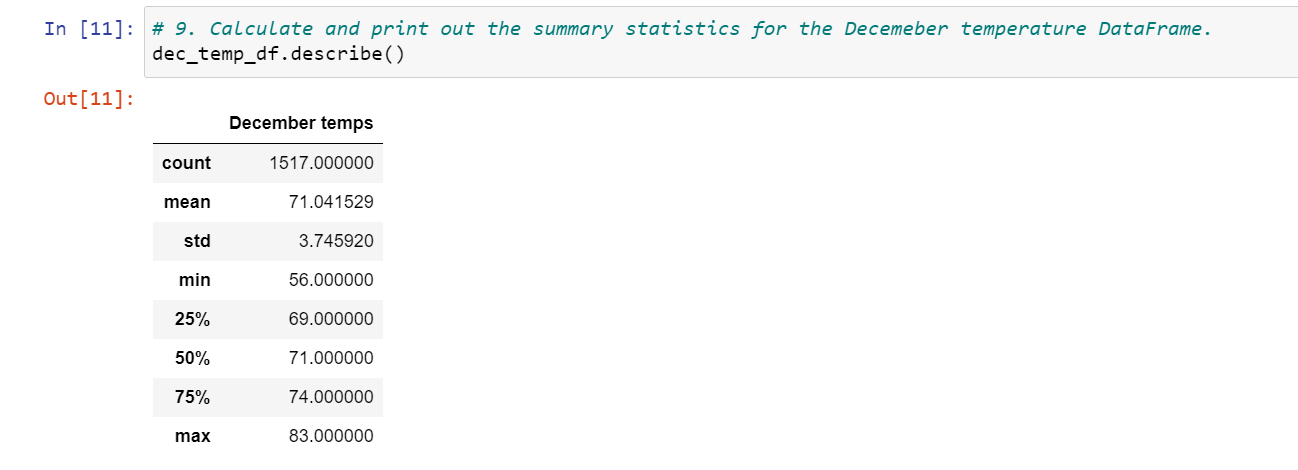 In [11]: # 9. Calculate and print out the summary statistics for the Decemeber temperature DataFrame.
dec_temp_df.describe()
Out[11]:
December temps
count 1517.000000
mean 71.041529
std 3.745920
min 56.000000
25% 69.000000
50% 71.000000
75% 74.000000
max 83.000000